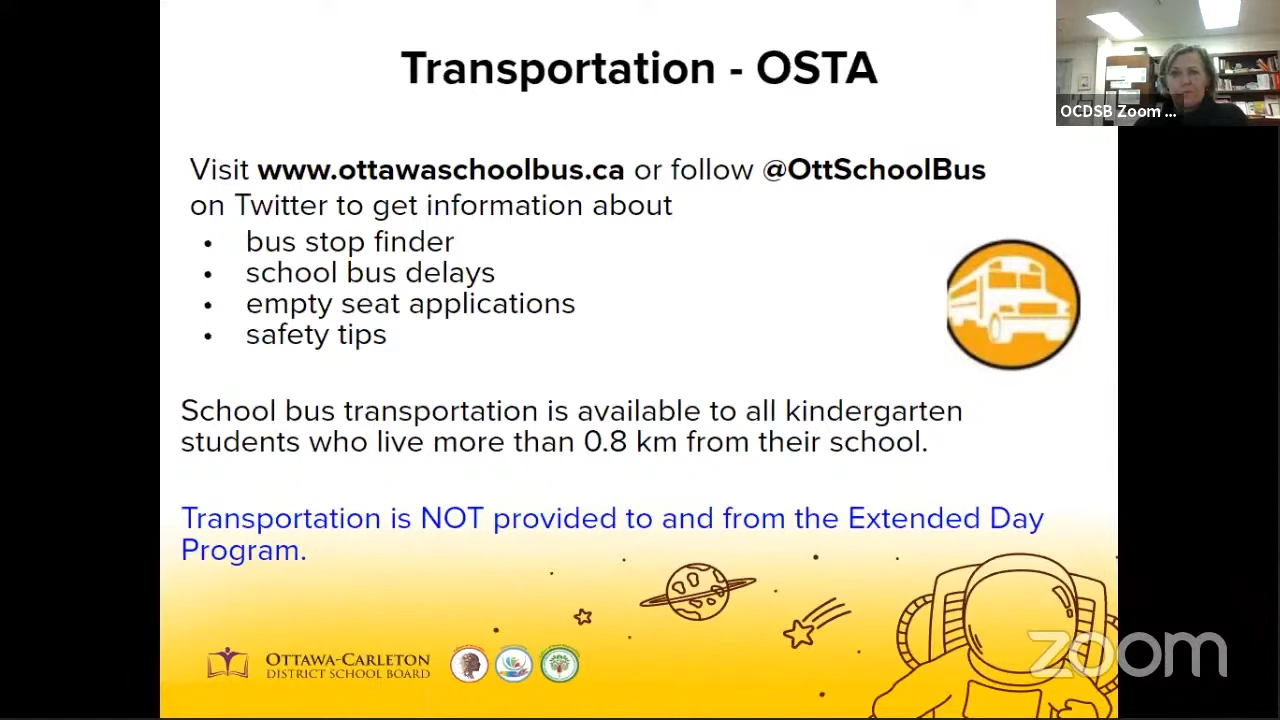 Transportation - OSTA
OCDSB Zoom ...
Visit www.ottawaschoolbus.ca or follow @OttSchoolBus
on Twitter to get information about
• bus stop finder
• school bus delays
• empty seat applications
• safety tips
School bus transportation is available to all kindergarten
students who live more than 0.8 km from their school.
Transportation is NOT provided to and from the Extended Day
Program.
OTTAWA-CARLETON
DISTRICT SCHOOL BOARD
zoom